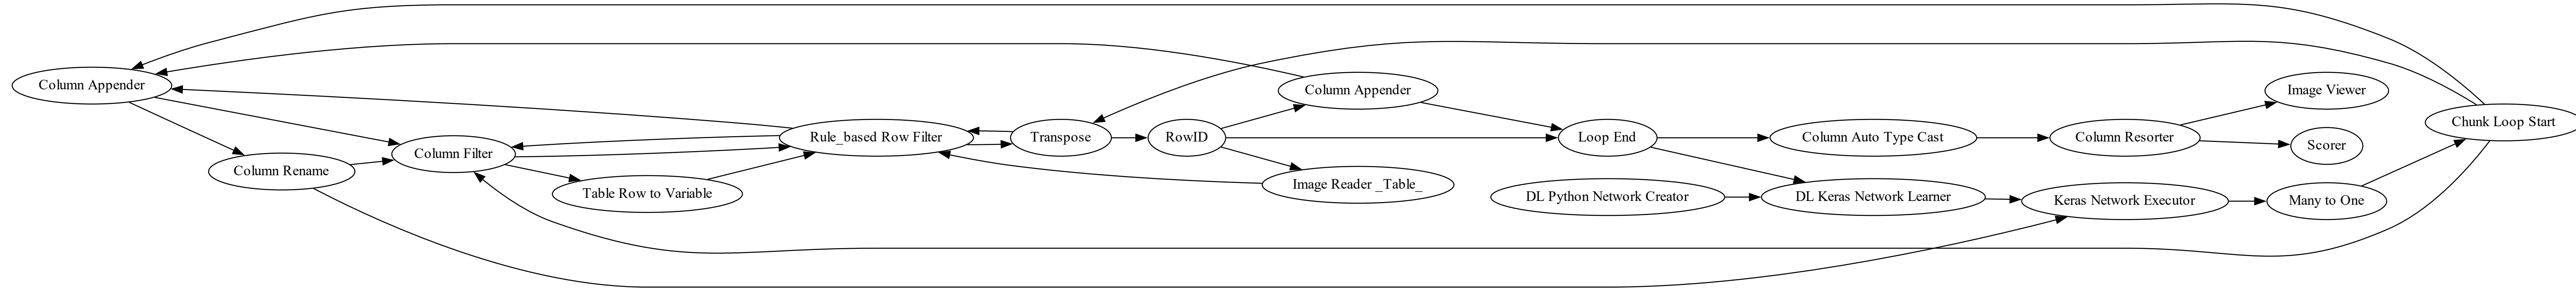 Column Appender
Column Rename
Column Filter
Table Row to Variable
Rule_based Row Filter
Transpose
RowID
Column Appender
Image Reader _Table_
Loop End
DL Python Network Creator
Column Auto Type Cast
DL Keras Network Learner
Column Resorter
Keras Network Executor
Image Viewer
Scorer
Many to One
Chunk Loop Start